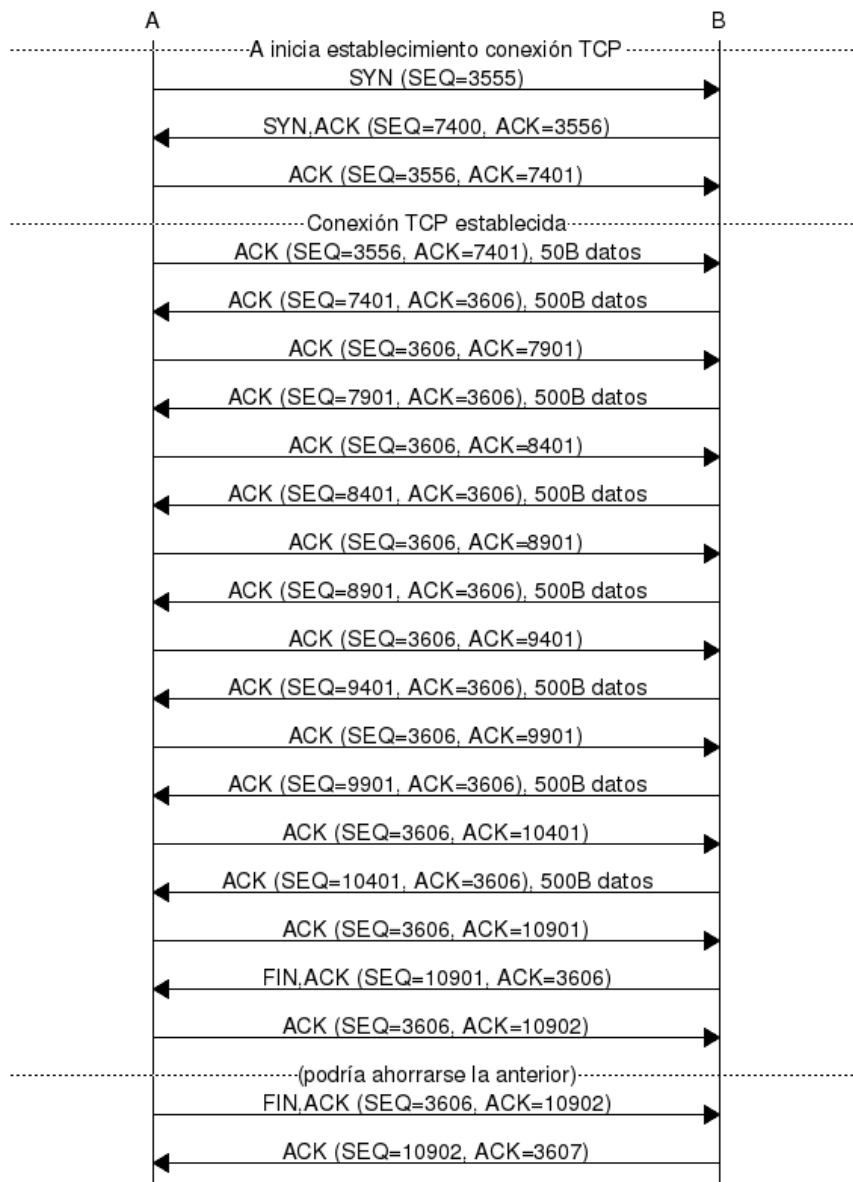 A B
A inicia establecimiento conexión TCP
SYN (SEQ=3555)
SYN,ACK (SEQ=7400, ACK=3556)
ACK (SEQ=3556, ACK=7401)
Conexión TCP establecida
ACK (SEQ=3556, ACK=7401), 50B datos
ACK (SEQ=7401, ACK=3606), 500B datos
ACK (SEQ=3606, ACK=7901)
ACK (SEQ=7901, ACK=3606), 500B datos
ACK (SEQ=3606, ACK=8401)
ACK (SEQ=8401, ACK=3606), 500B datos
ACK (SEQ=3606, ACK=8901)
ACK (SEQ=8901, ACK=3606), 500B datos
ACK (SEQ=3606, ACK=9401)
ACK (SEQ=9401, ACK=3606), 500B datos
ACK (SEQ=3606, ACK=9901)
ACK (SEQ=9901, ACK=3606), 500B datos
ACK (SEQ=3606, ACK=10401)
ACK (SEQ=10401, ACK=3606), 500B datos
ACK (SEQ=3606, ACK=10901)
FIN,ACK (SEQ=10901, ACK=3606)
ACK (SEQ=3606, ACK=10902)
(podría ahorrarse la anterior)
FIN,ACK (SEQ=3606, ACK=10902)
ACK (SEQ=10902, ACK=3607)